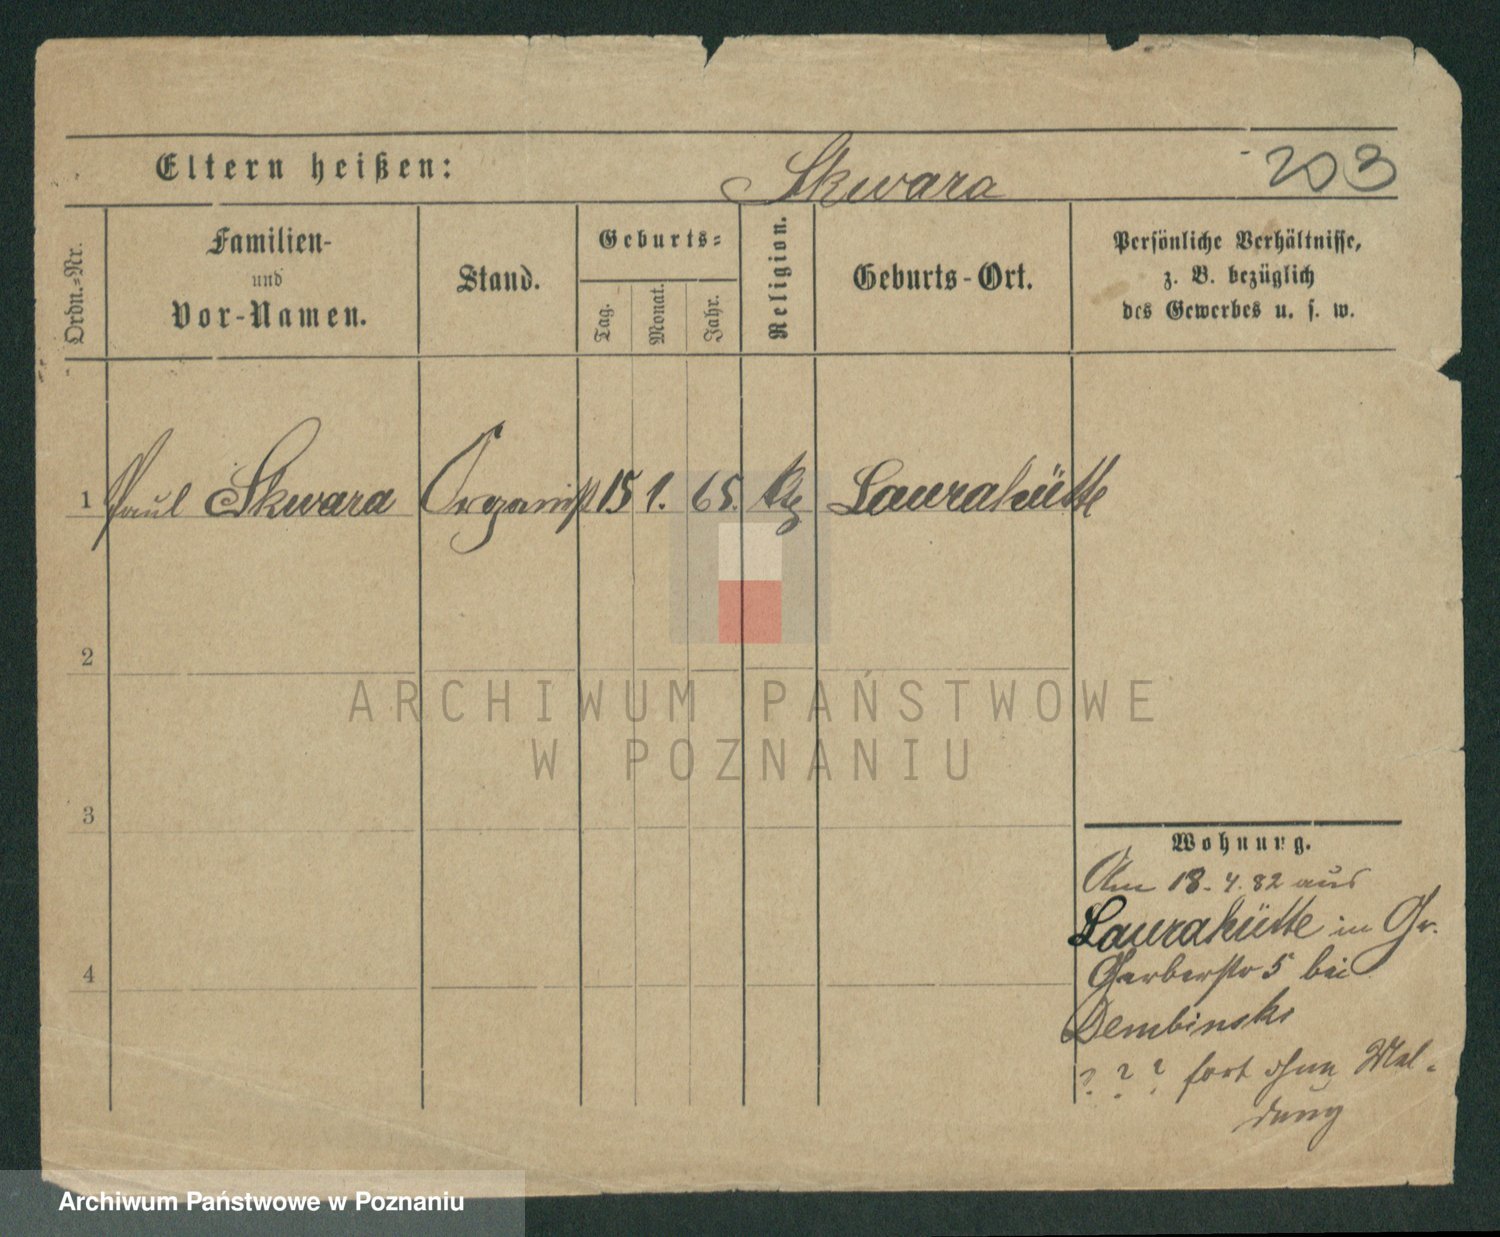 Eltern heißen: Skwara 203
Ordn.-Nr.
Familien-
und
Vor-Namen.
Stand.
Geburts-
Tag.
Monat.
Jahr.
Religion.
Geburts-Ort.
Persönliche Verhältnisse,
z. B. bezüglich
des Gewerbes u. s. w.
1 Paul Skwara Organist 15 1. 65. Laurahütte
2
3
4
ARCHIWUM PAŃSTWOWE
W POZNANIU
Wohnung.
Am 18. 4. 82 aus
Laurahütte in Gr.
Gerberstr 5 bei
Dembinski
? ? ? fort ohne Mel-
dung
Archiwum Państwowe w Poznaniu